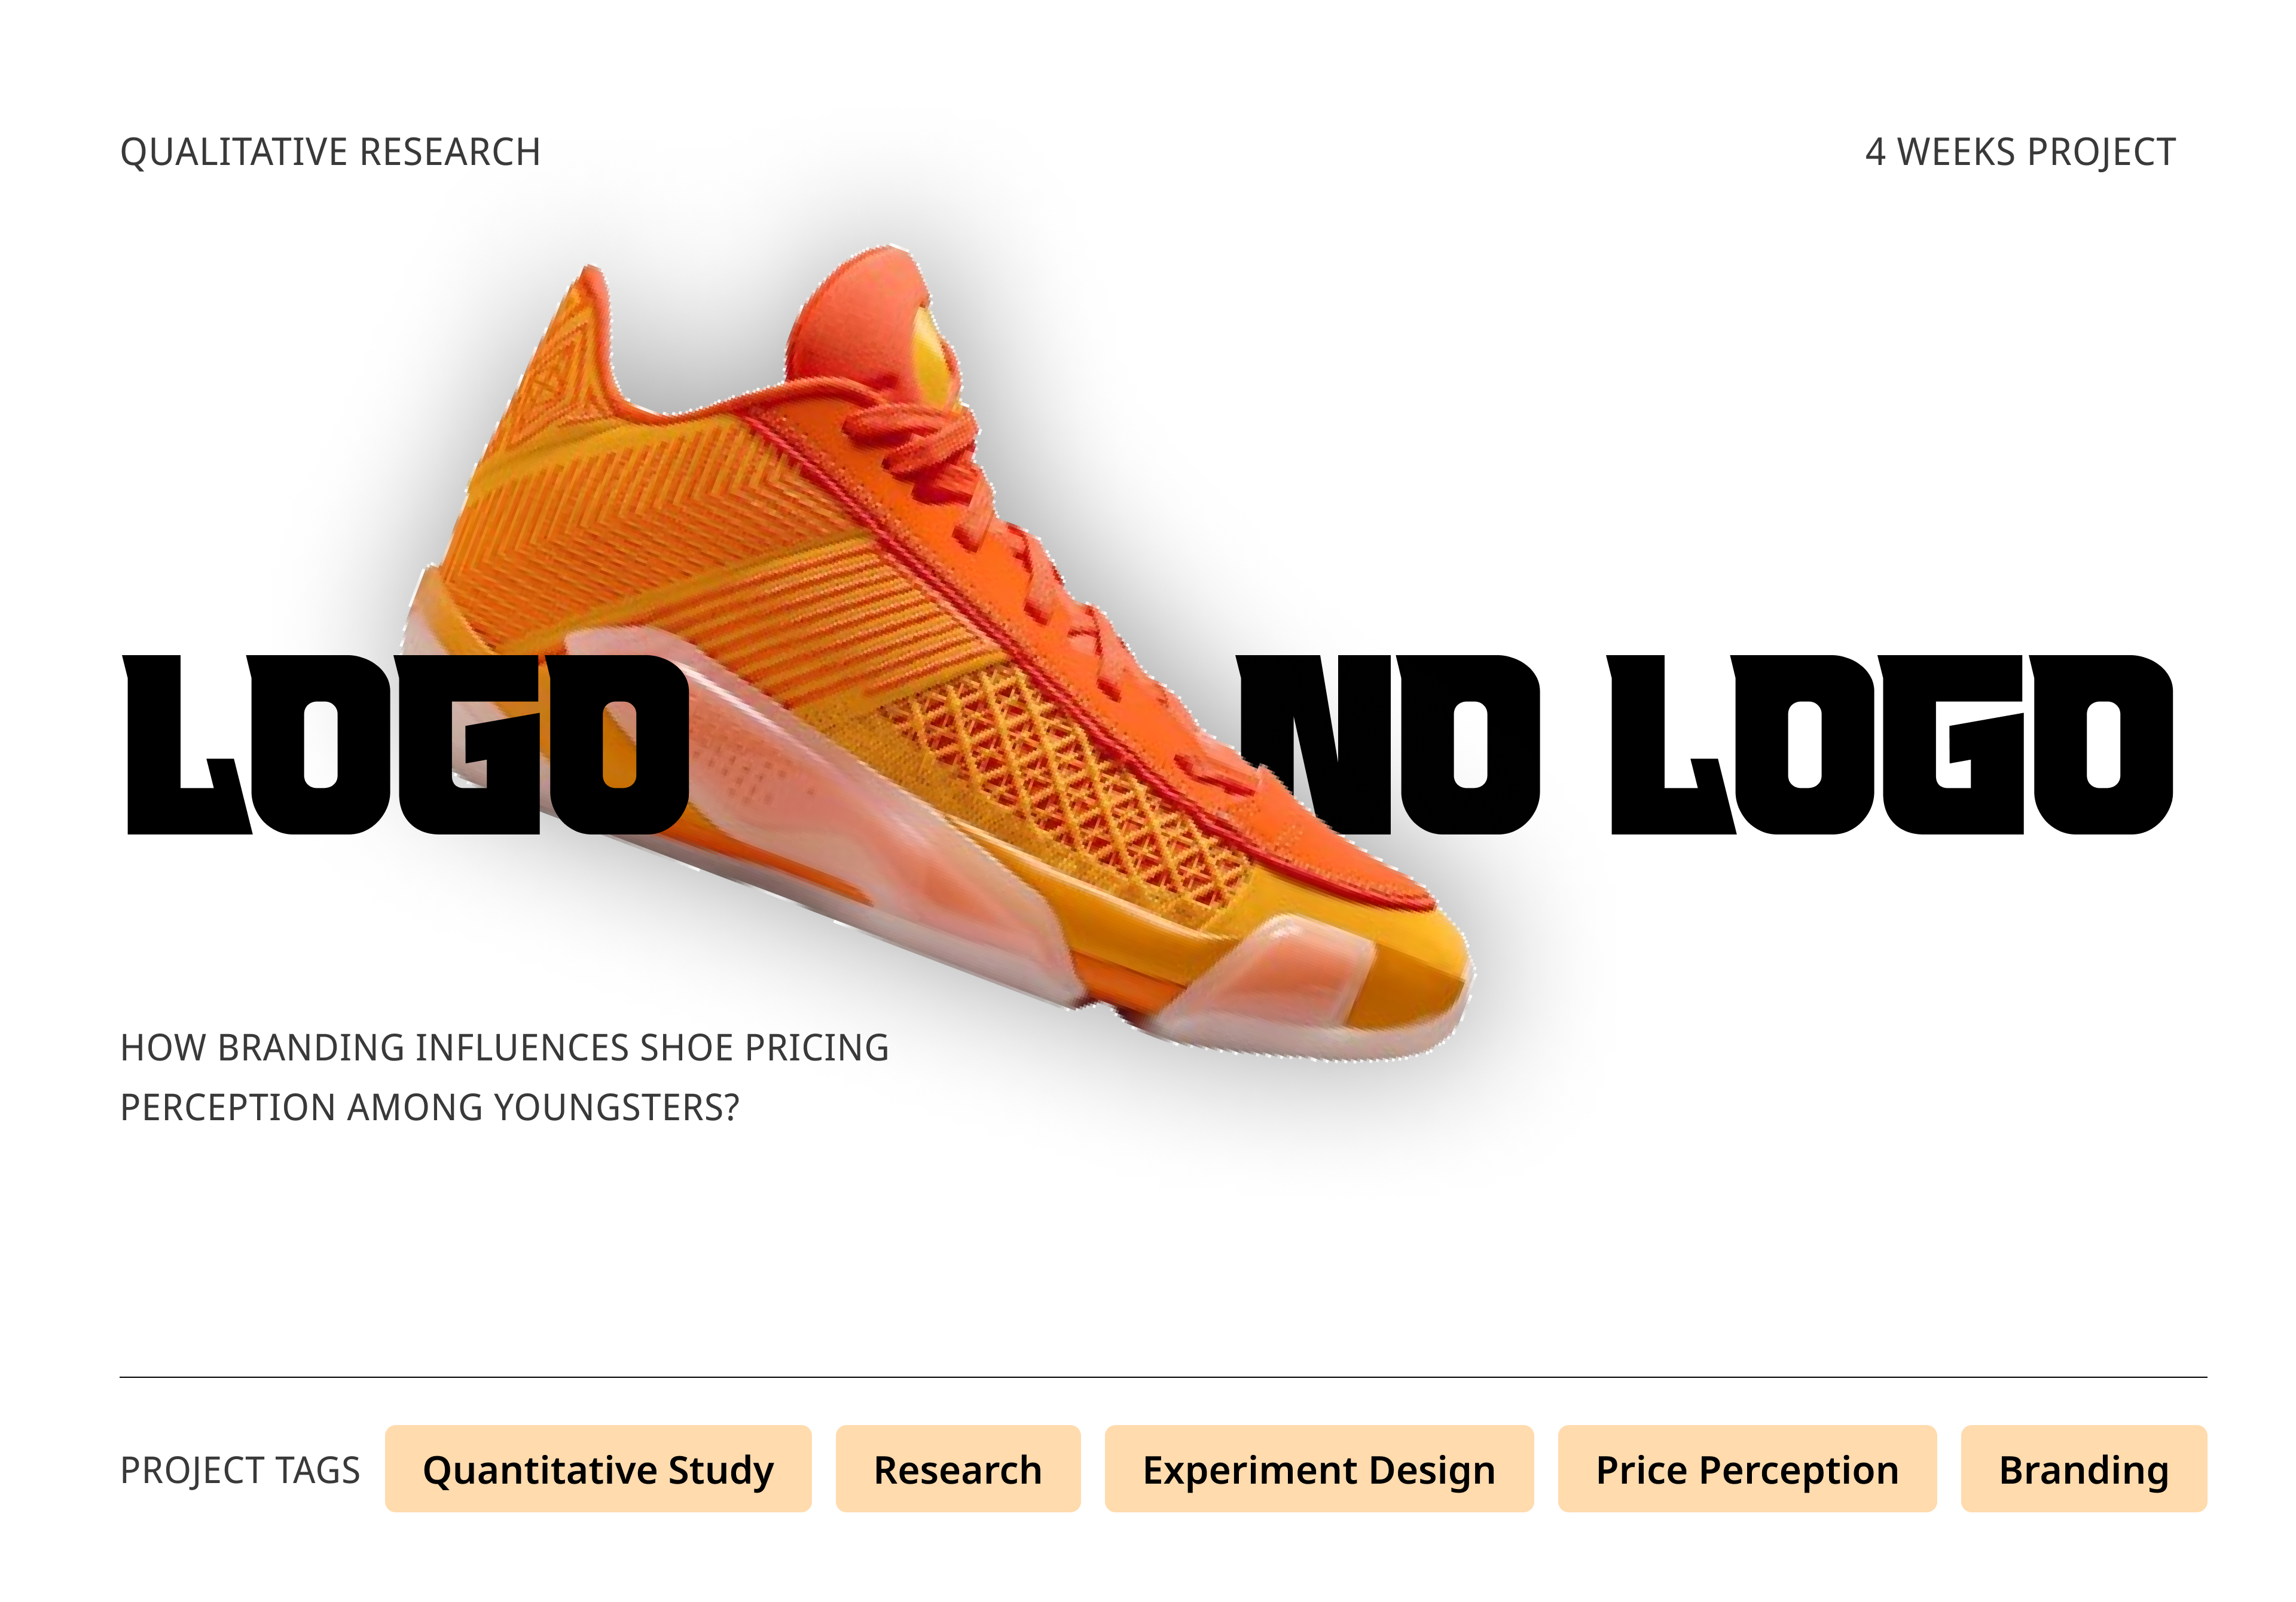 QUALITATIVE RESEARCH
4 WEEKS PROJECT
LOGO NO LOGO
HOW BRANDING INFLUENCES SHOE PRICING
PERCEPTION AMONG YOUNGSTERS?
PROJECT TAGS Quantitative Study Research Experiment Design Price Perception Branding